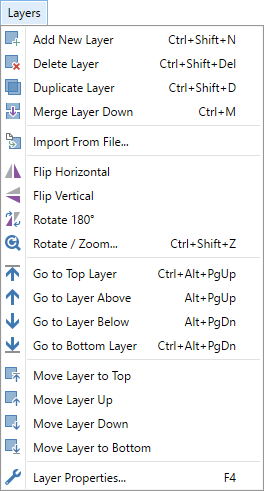 Layers
Add New Layer Ctrl+Shift+N
Delete Layer Ctrl+Shift+Del
Duplicate Layer Ctrl+Shift+D
Merge Layer Down Ctrl+M
Import From File...
Flip Horizontal
Flip Vertical
Rotate 180°
Rotate / Zoom... Ctrl+Shift+Z
Go to Top Layer Ctrl+Alt+PgUp
Go to Layer Above Alt+PgUp
Go to Layer Below Alt+PgDn
Go to Bottom Layer Ctrl+Alt+PgDn
Move Layer to Top
Move Layer Up
Move Layer Down
Move Layer to Bottom
Layer Properties... F4